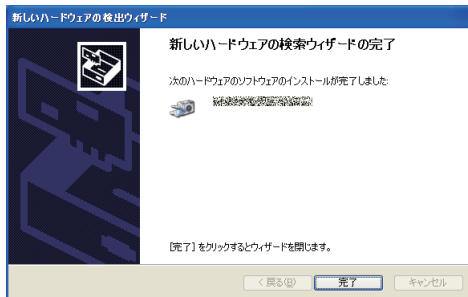 新しいハードウェアの検出ウィザード
新しいハードウェアの検索ウィザードの完了
次のハードウェアのソフトウェアのインストールが完了しました:
[完了] をクリックするとウィザードを閉じます。
< 戻る(B) 完了 キャンセル